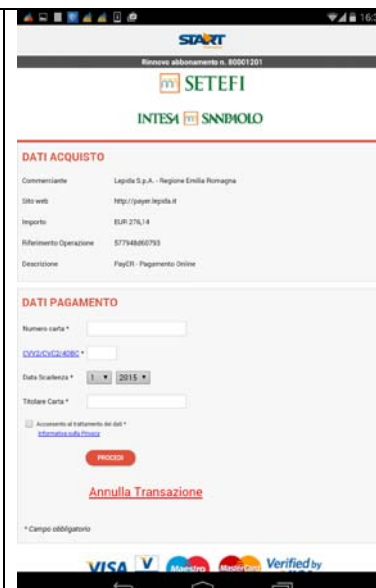 16:3
START
Rinnovo abbonamento n. 80001201
SETEFI
INTESA SANPAOLO
DATI ACQUISTO
Commerciante Lepida S.p.A. - Regione Emilia Romagna
Sito web http://payer.lepida.it
Importo EUR 276,14
Riferimento Operazione 577948d60793
Descrizione PayER - Pagamento Online
DATI PAGAMENTO
Numero carta *
CVV2/CVC2/4DBC *
Data Scadenza * 1 2015
Titolare Carta *
Acconsento al trattamento dei dati *
Informativa sulla Privacy
PROCEDI
Annulla Transazione
* Campo obbligatorio
VISA V Maestro MasterCard Verified by